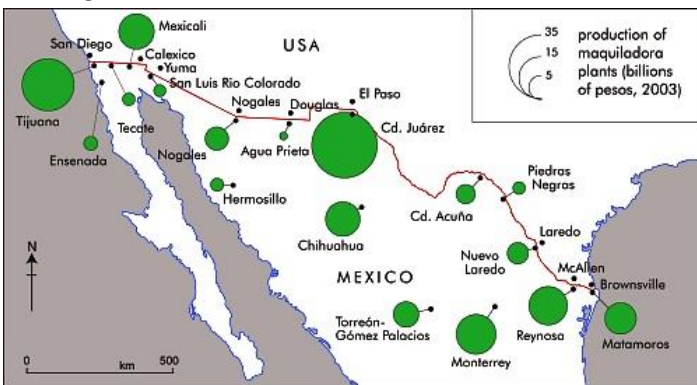 Mexicali
San Diego
Calexico
Yuma
San Luis Rio Colorado
USA
35
15
5
production of
maquiladora
plants (billions
of pesos, 2003)
Tijuana
Tecate
Ensenada
Nogales
Nogales
Douglas
Agua Prieta
El Paso
Cd. Juárez
Hermosillo
Chihuahua
Cd. Acuña
Piedras
Negras
Laredo
Nuevo
Laredo
MEXICO
McAllen
Brownsville
Torreón-
Gómez Palacios
Monterrey
Reynosa
Matamoros
N
0
500
km